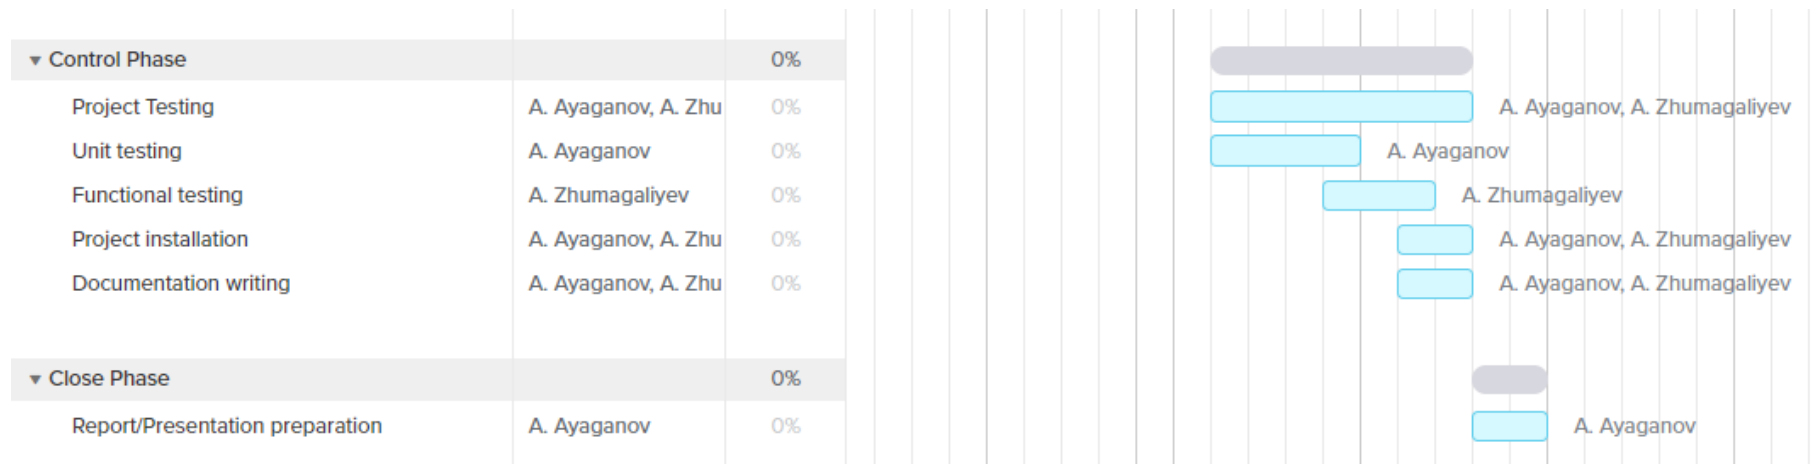 ▼ Control Phase 0%
Project Testing A. Ayaganov, A. Zhu 0% A. Ayaganov, A. Zhumagaliyev
Unit testing A. Ayaganov 0% A. Ayaganov
Functional testing A. Zhumagaliyev 0% A. Zhumagaliyev
Project installation A. Ayaganov, A. Zhu 0% A. Ayaganov, A. Zhumagaliyev
Documentation writing A. Ayaganov, A. Zhu 0% A. Ayaganov, A. Zhumagaliyev
▼ Close Phase 0%
Report/Presentation preparation A. Ayaganov 0% A. Ayaganov